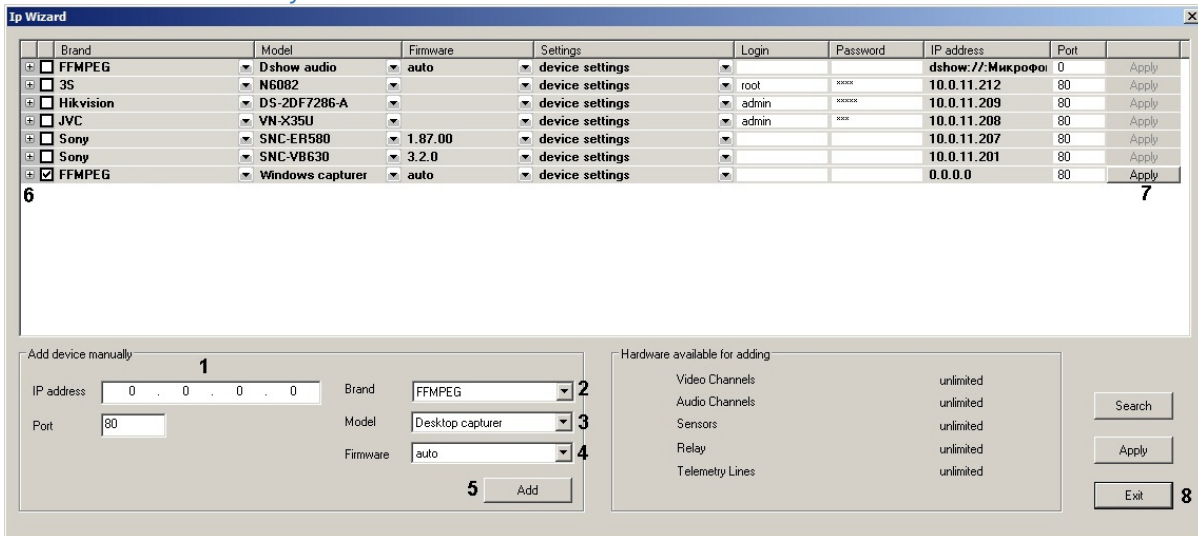 Ip Wizard
Brand Model Firmware Settings Login Password IP address Port
FFMPEG Dshow audio auto device settings dshow://:Микрофо 0 Apply
3S N6082 device settings root **** 10.0.11.212 80 Apply
Hikvision DS-2DF7286-A device settings admin ***** 10.0.11.209 80 Apply
JVC VN-X35U device settings admin *** 10.0.11.208 80 Apply
Sony SNC-ER580 1.87.00 device settings 10.0.11.207 80 Apply
Sony SNC-VB630 3.2.0 device settings 10.0.11.201 80 Apply
FFMPEG Windows capturer auto device settings 0.0.0.0 80 Apply
6 7
Add device manually
1
IP address 0 . 0 . 0 . 0
Port 80
Brand FFMPEG 2
Model Desktop capturer 3
Firmware auto 4
5 Add
Hardware available for adding
Video Channels unlimited
Audio Channels unlimited
Sensors unlimited
Relay unlimited
Telemetry Lines unlimited
Search
Apply
Exit 8